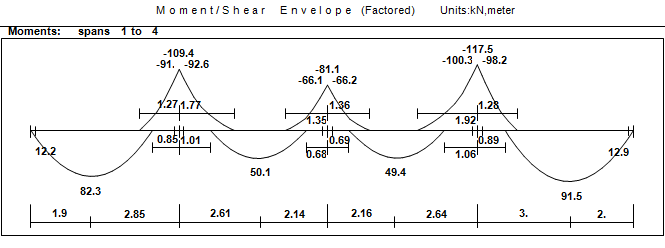 Moment/Shear Envelope (Factored) Units:kN,meter
Moments: spans 1 to 4
-109.4 -81.1 -117.5
-91. -92.6 -66.1 -66.2 -100.3 -98.2
1.27 1.77 1.36 1.28
1.35 1.92
0.85 1.01 0.69 0.89
12.2 0.68 1.06 12.9
82.3 50.1 49.4 91.5
1.9 2.85 2.61 2.14 2.16 2.64 3. 2.